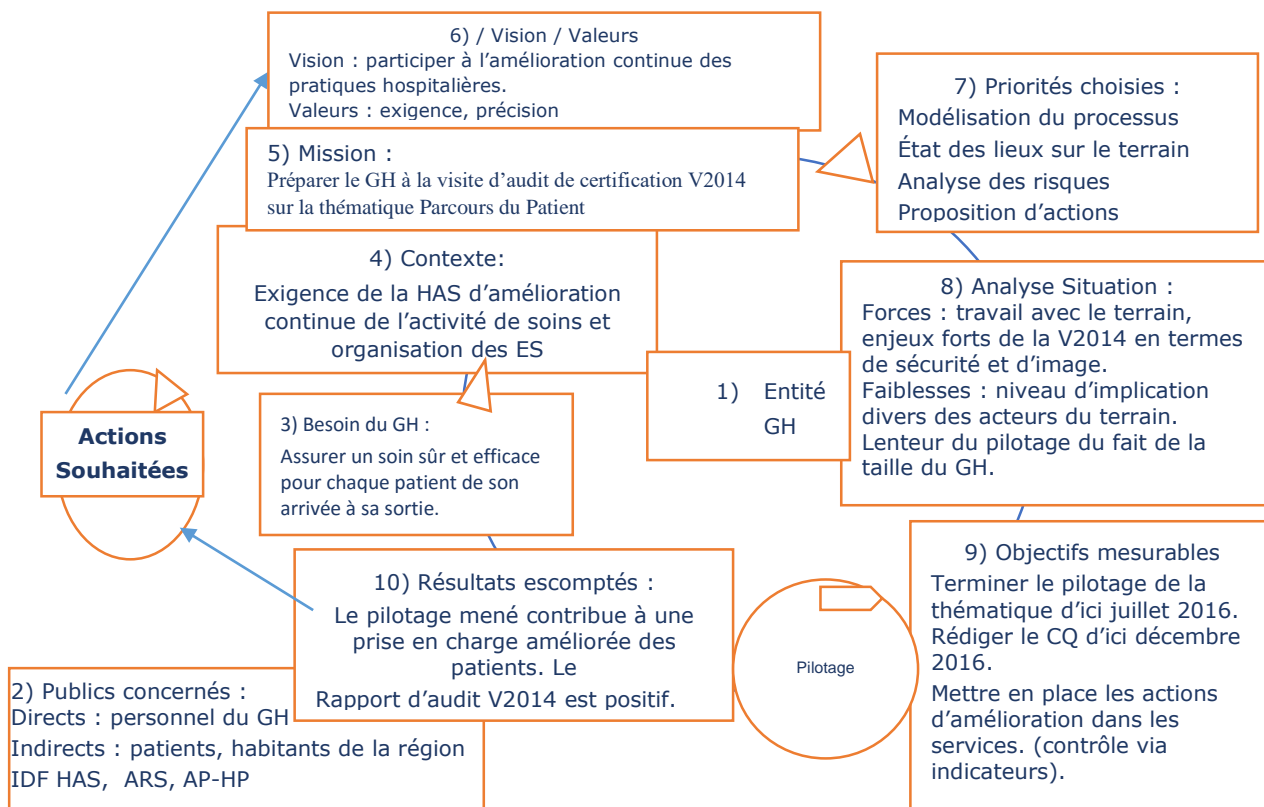 6) / Vision / Valeurs
Vision : participer à l’amélioration continue des
pratiques hospitalières.
Valeurs : exigence, précision
5) Mission :
Préparer le GH à la visite d’audit de certification V2014
sur la thématique Parcours du Patient
4) Contexte:
Exigence de la HAS d’amélioration
continue de l’activité de soins et
organisation des ES
7) Priorités choisies :
Modélisation du processus
État des lieux sur le terrain
Analyse des risques
Proposition d’actions
8) Analyse Situation :
Forces : travail avec le terrain,
enjeux forts de la V2014 en termes
de sécurité et d’image.
Faiblesses : niveau d’implication
divers des acteurs du terrain.
Lenteur du pilotage du fait de la
taille du GH.
1) Entité
GH
Actions
Souhaitées
3) Besoin du GH :
Assurer un soin sûr et efficace
pour chaque patient de son
arrivée à sa sortie.
10) Résultats escomptés :
Le pilotage mené contribue à une
prise en charge améliorée des
patients. Le
Rapport d’audit V2014 est positif.
Pilotage
9) Objectifs mesurables
Terminer le pilotage de la
thématique d’ici juillet 2016.
Rédiger le CQ d’ici décembre
2016.
Mettre en place les actions
d’amélioration dans les
services. (contrôle via
indicateurs).
2) Publics concernés :
Directs : personnel du GH
Indirects : patients, habitants de la région
IDF HAS, ARS, AP-HP